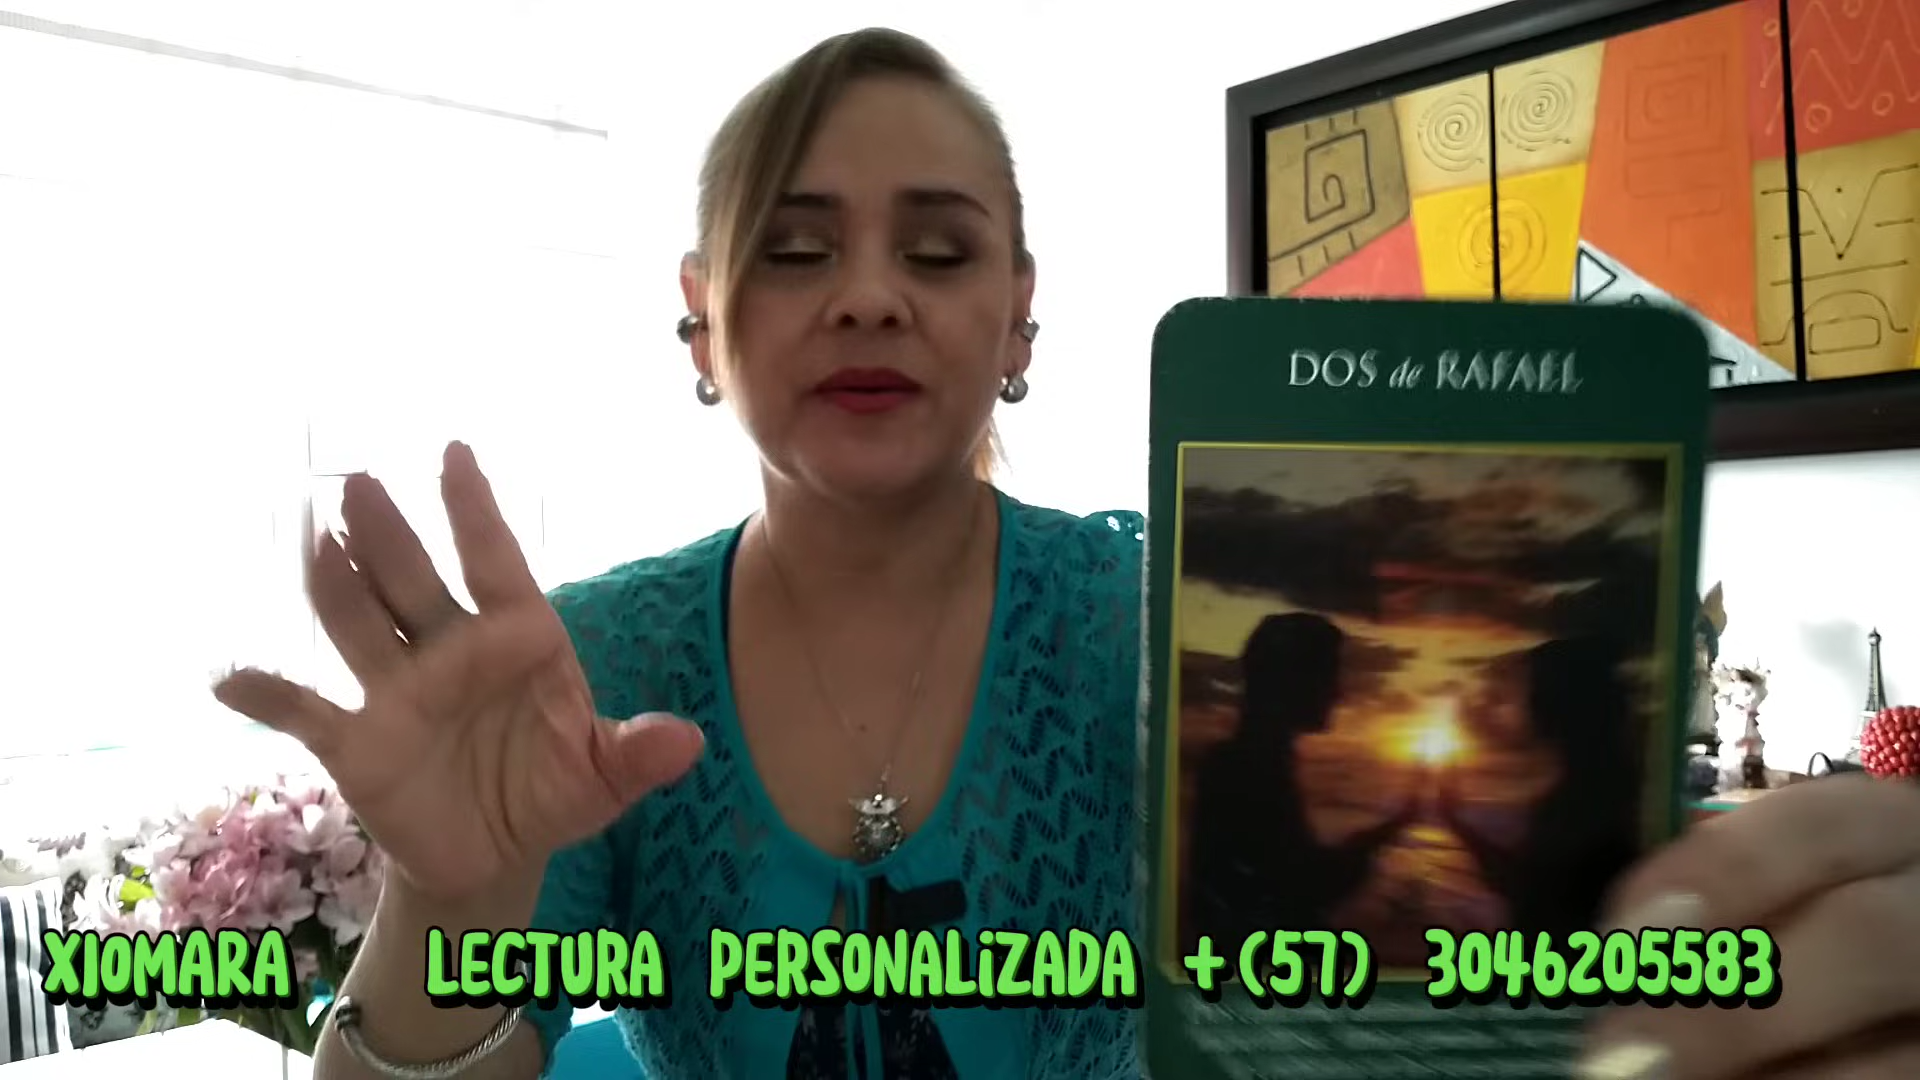 DOS de RAFAEL
XIOMARA LECTURA PERSONALiZADA +(57) 3046205583